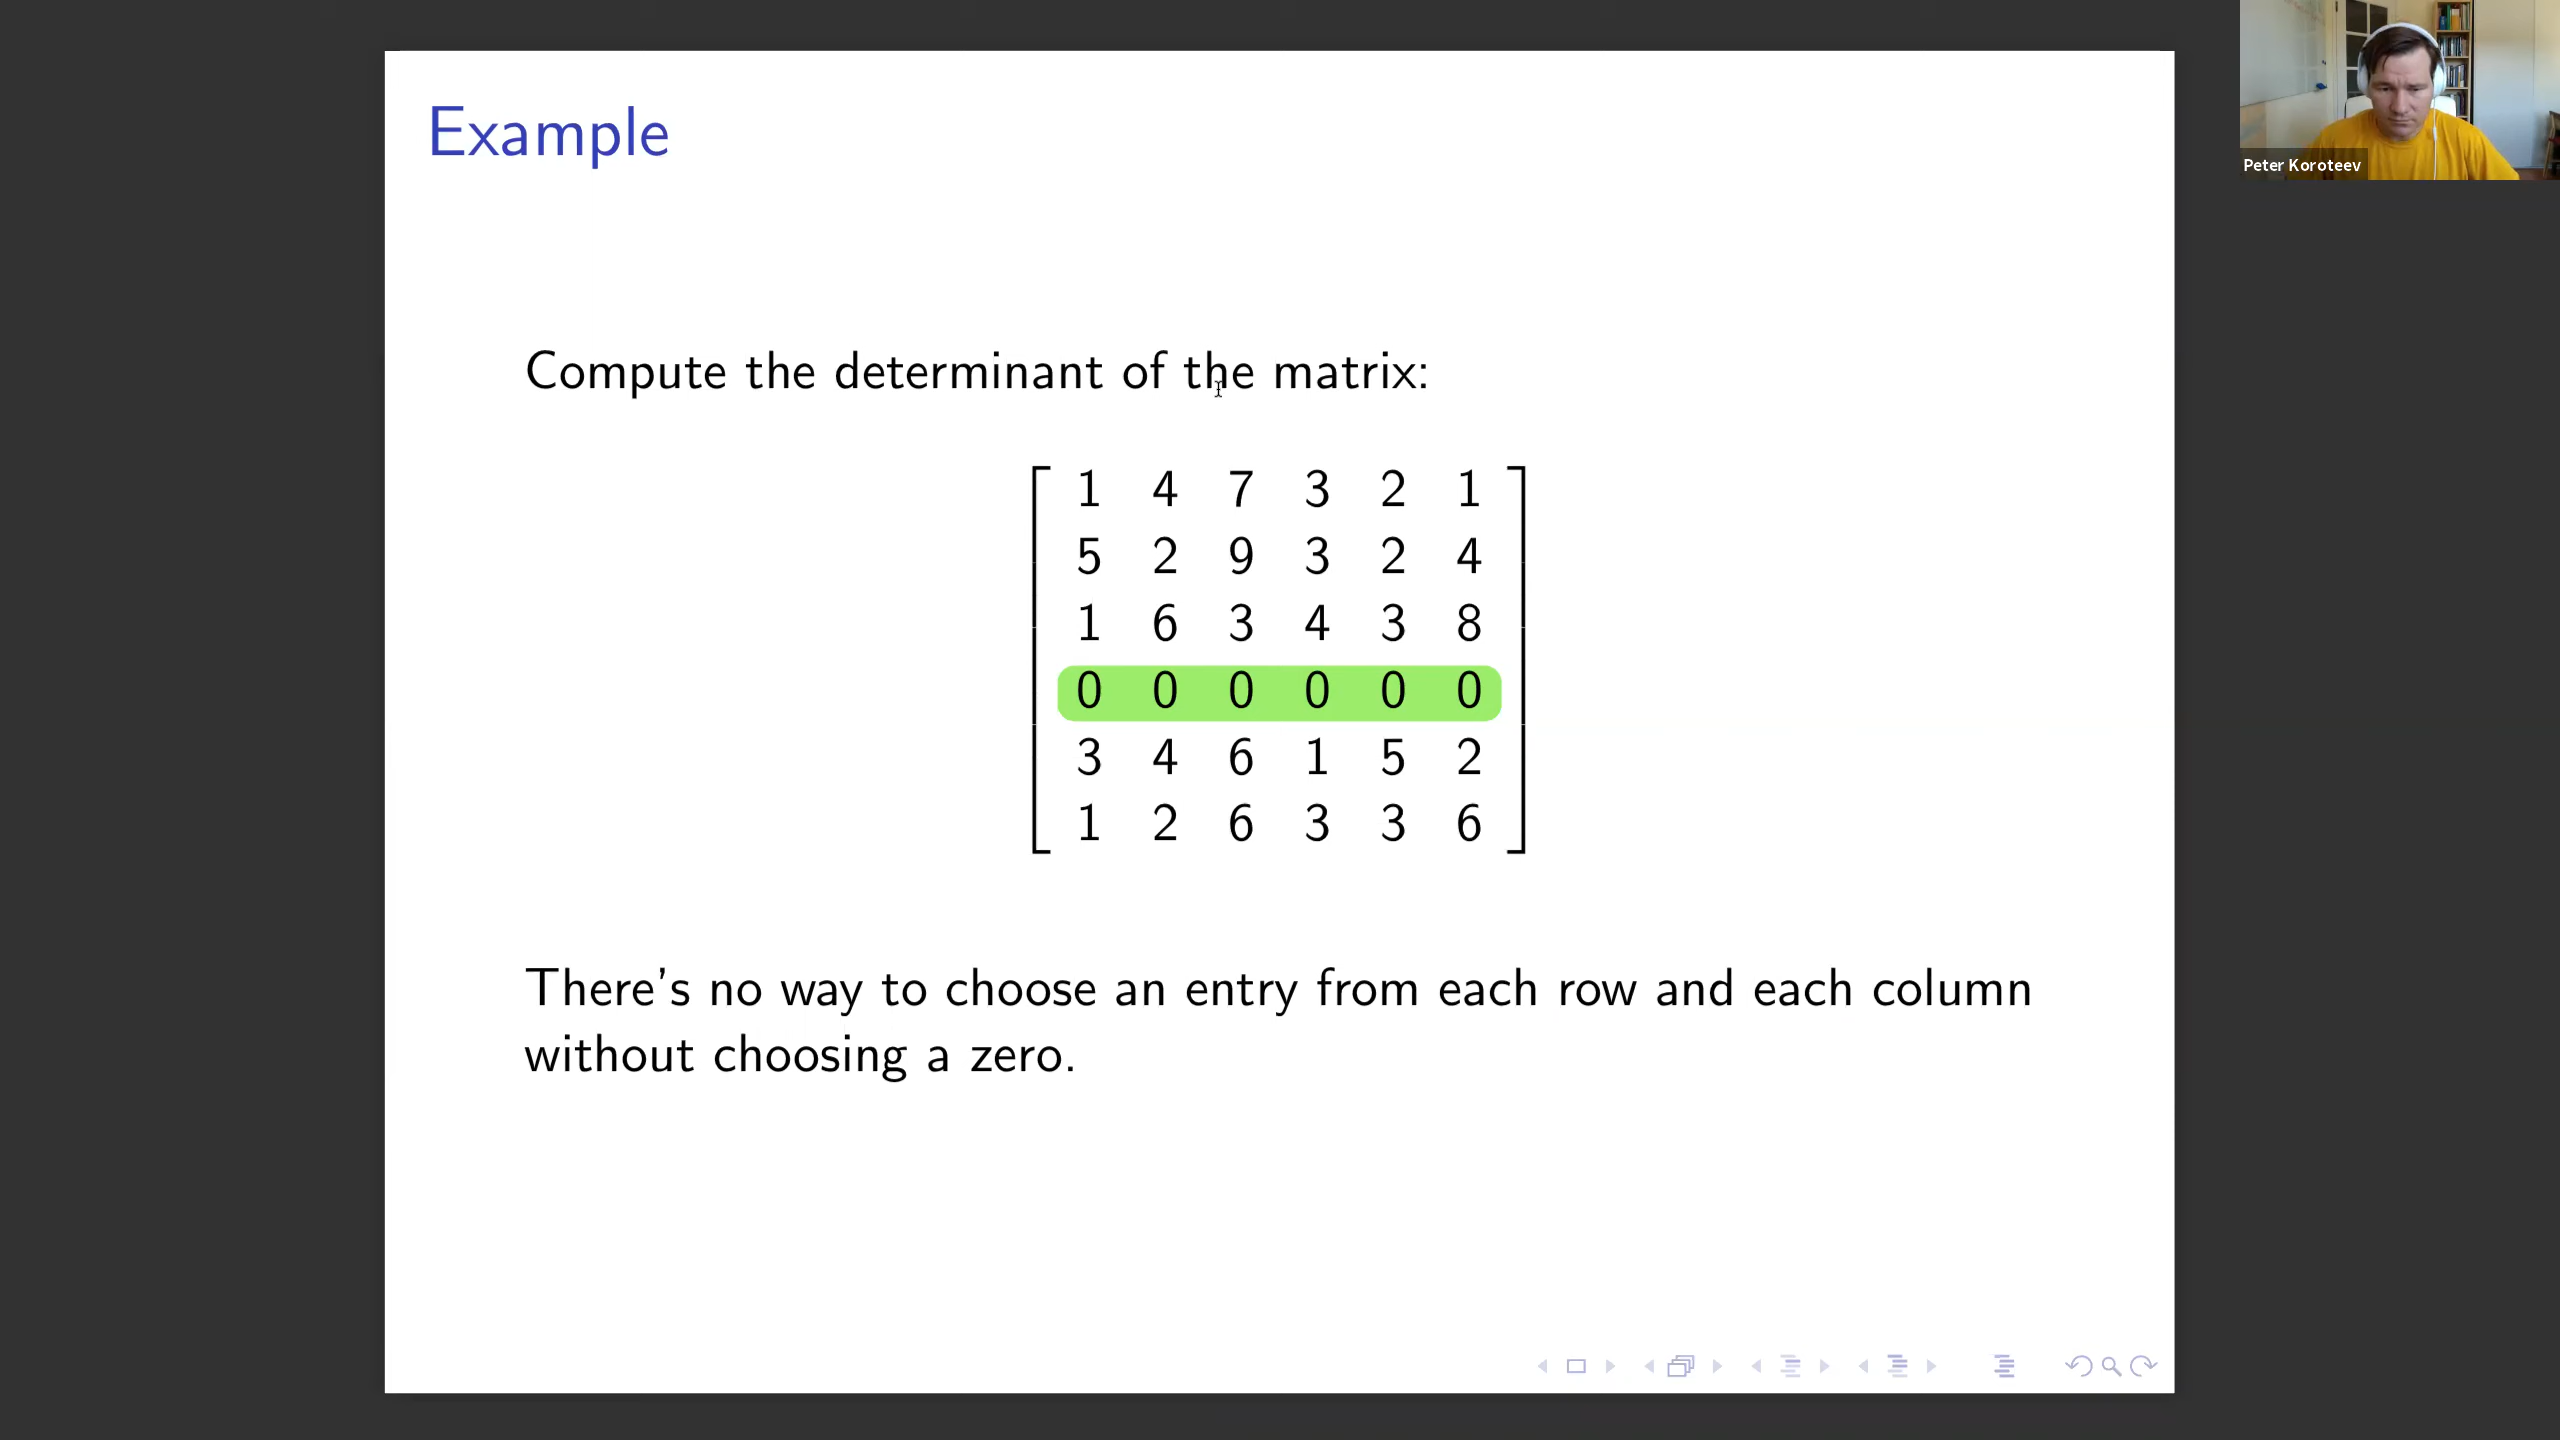 Example
Peter Koroteev
Compute the determinant of the matrix:
1 4 7 3 2 1
5 2 9 3 2 4
1 6 3 4 3 8
0 0 0 0 0 0
3 4 6 1 5 2
1 2 6 3 3 6
There's no way to choose an entry from each row and each column
without choosing a zero.